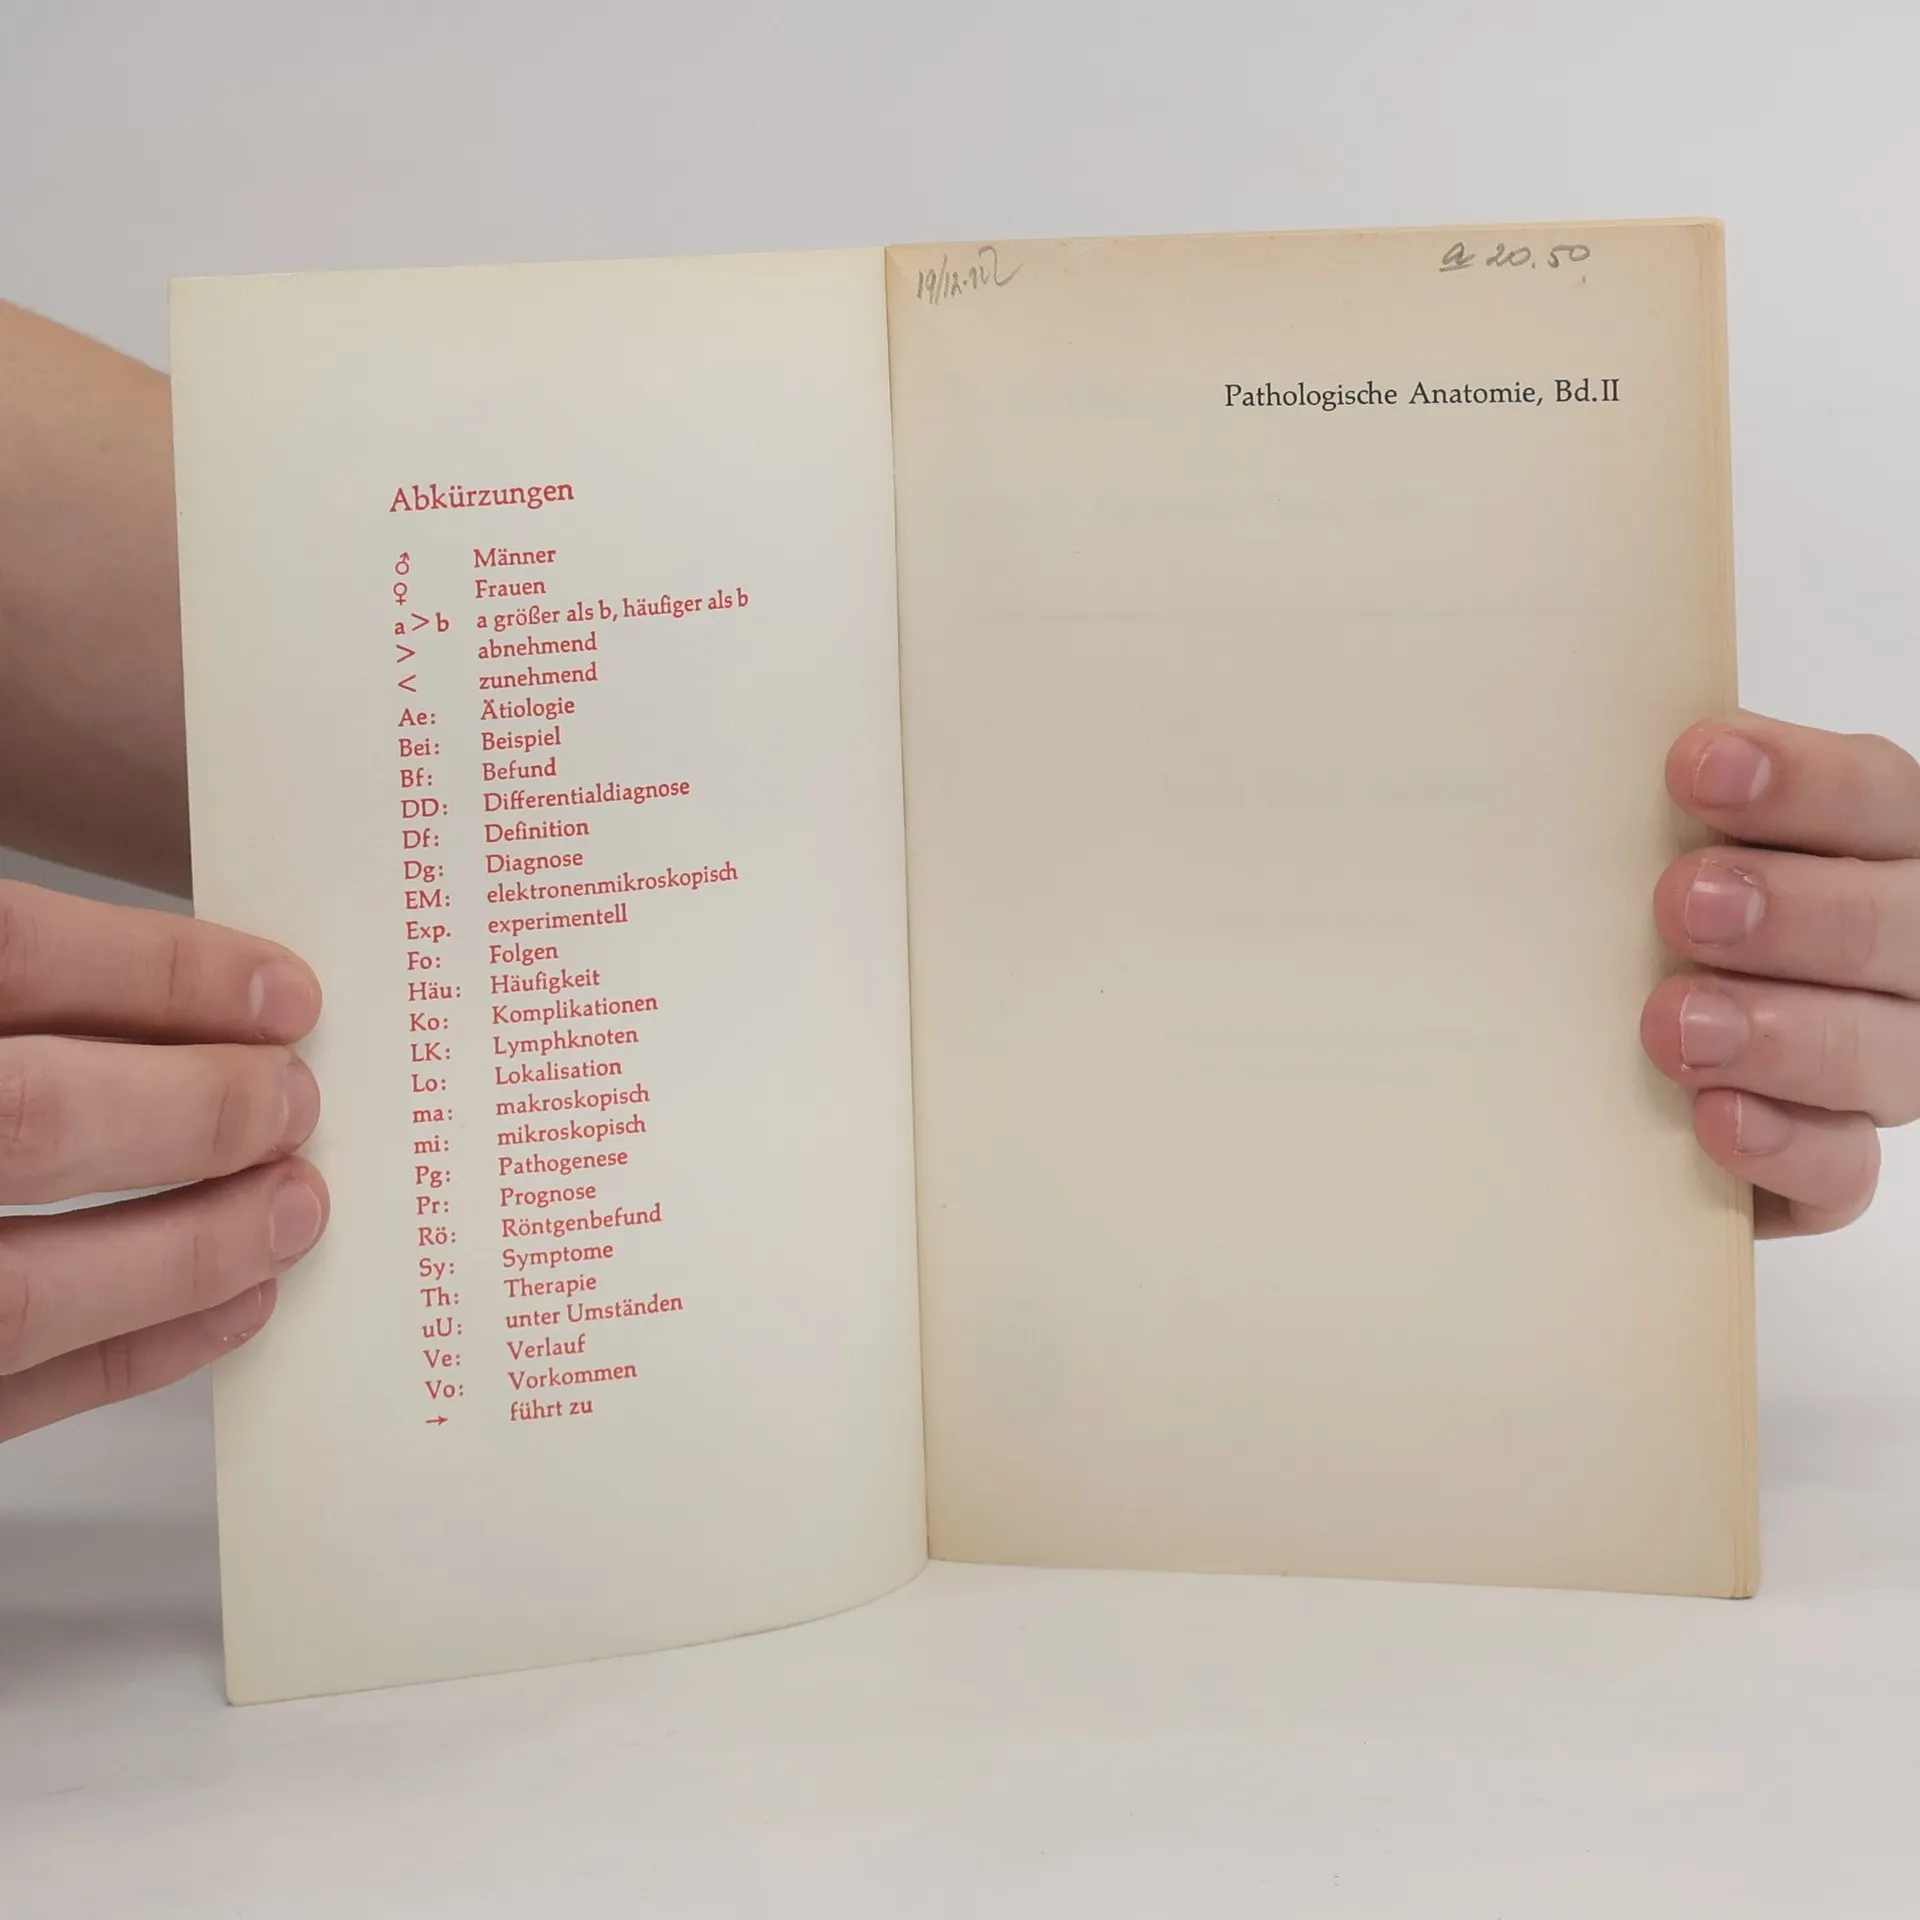 Abkürzungen
♂ Männer
♀ Frauen
a > b a größer als b, häufiger als b
> abnehmend
< zunehmend
Ae: Ätiologie
Bei: Beispiel
Bf: Befund
DD: Differentialdiagnose
Df: Definition
Dg: Diagnose
EM: elektronenmikroskopisch
Exp. experimentell
Fo: Folgen
Häu: Häufigkeit
Ko: Komplikationen
LK: Lymphknoten
Lo: Lokalisation
ma: makroskopisch
mi: mikroskopisch
Pg: Pathogenese
Pr: Prognose
Rö: Röntgenbefund
Sy: Symptome
Th: Therapie
uU: unter Umständen
Ve: Verlauf
Vo: Vorkommen
→ führt zu
20.50
Pathologische Anatomie, Bd. II